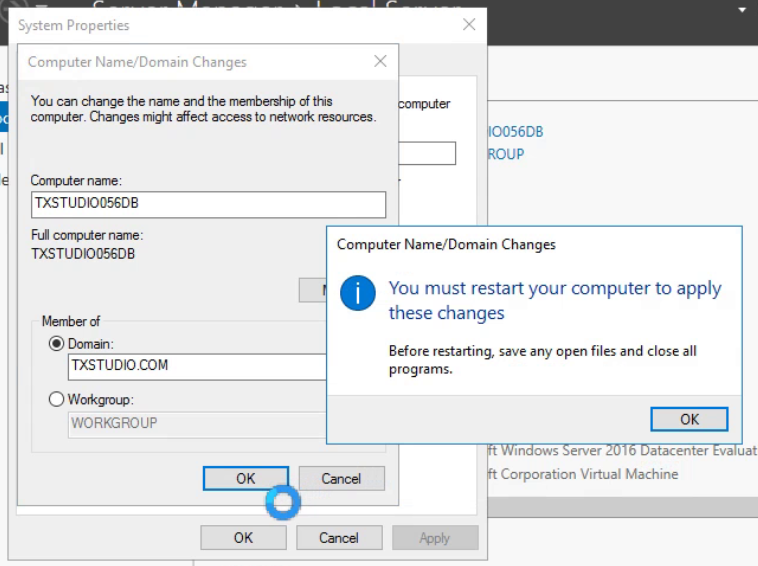 Server Manager Local Server
System Properties
Computer Name/Domain Changes
You can change the name and the membership of this
computer. Changes might affect access to network resources.
computer
Computer name:
TXSTUDIO056DB
Full computer name:
TXSTUDIO056DB
Member of
Domain:
TXSTUDIO.COM
Workgroup:
WORKGROUP
OK
Cancel
OK
Cancel
Apply
IO056DB
ROUP
Computer Name/Domain Changes
You must restart your computer to apply
these changes
Before restarting, save any open files and close all
programs.
OK
ft Windows Server 2016 Datacenter Evaluat
ft Corporation Virtual Machine